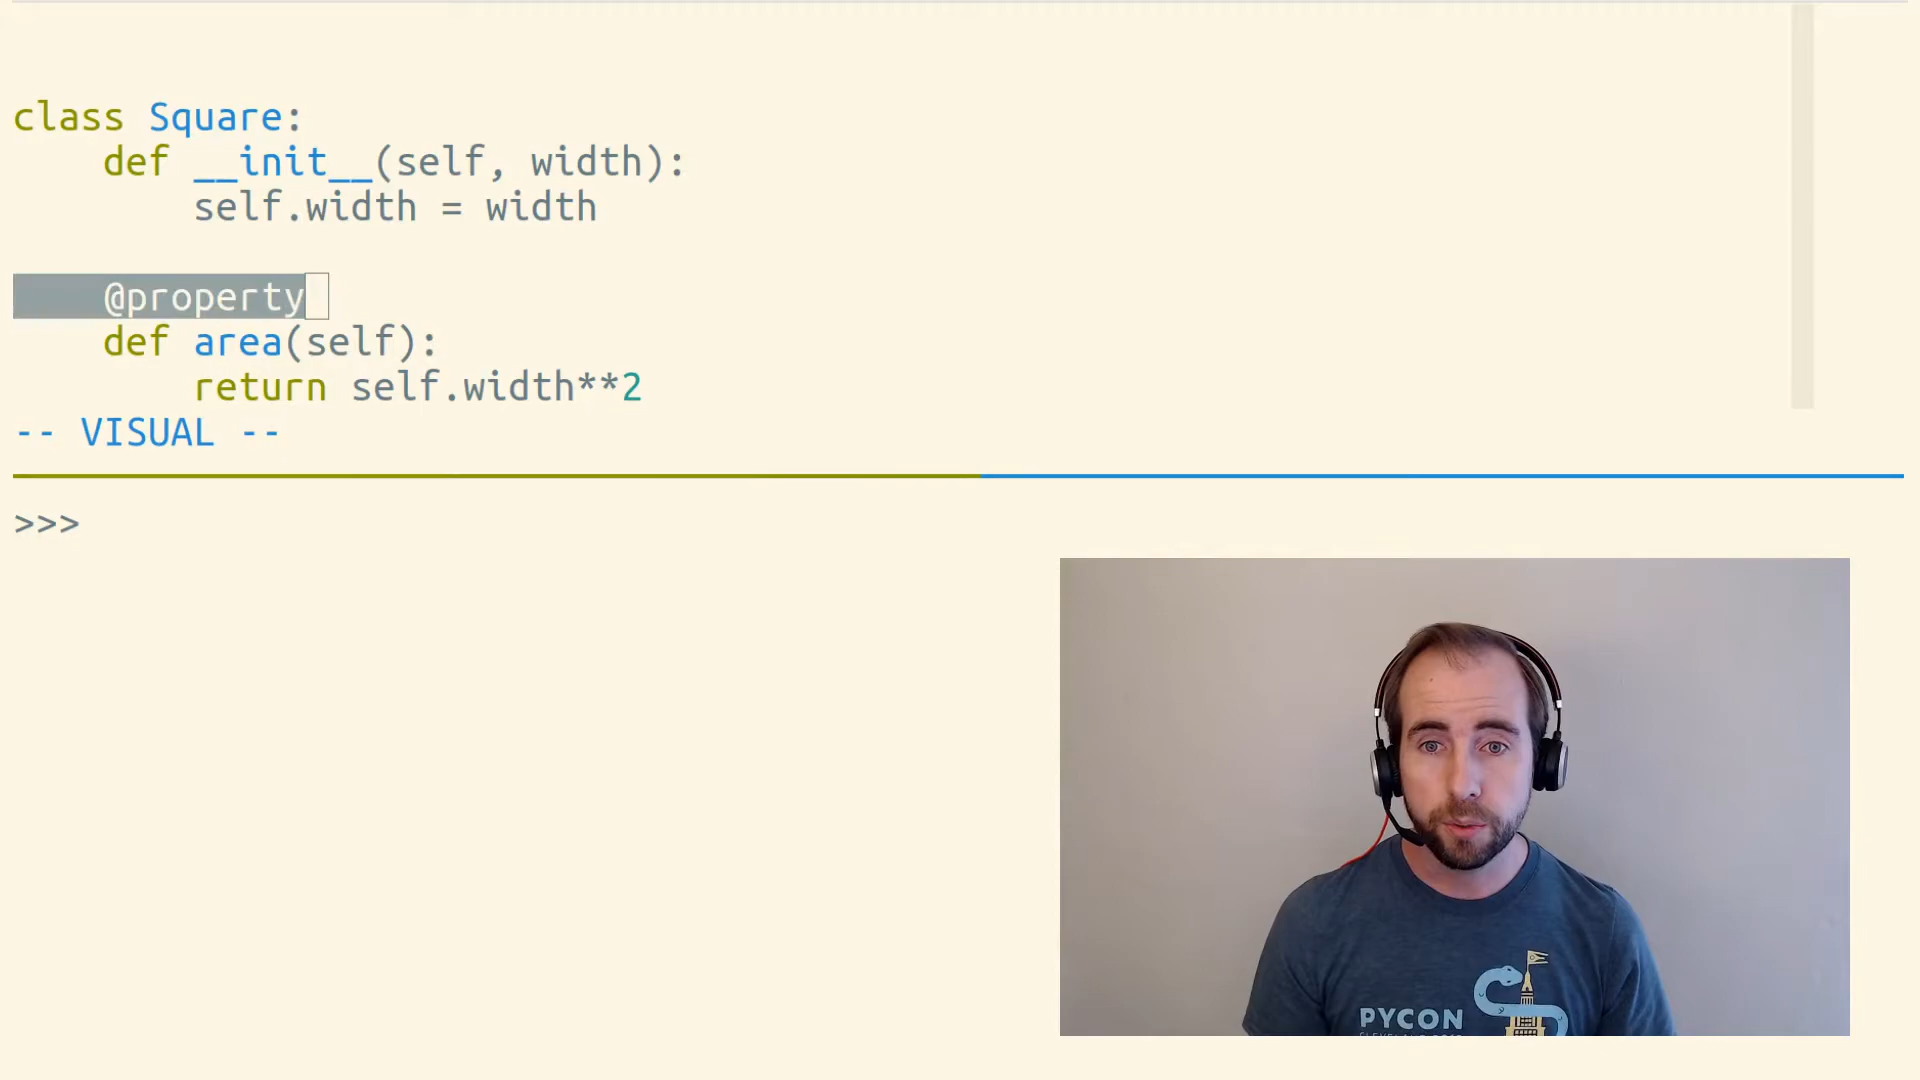 class Square:
    def __init__(self, width):
        self.width = width
    @property
    def area(self):
        return self.width**2
-- VISUAL --
>>>
PYCON